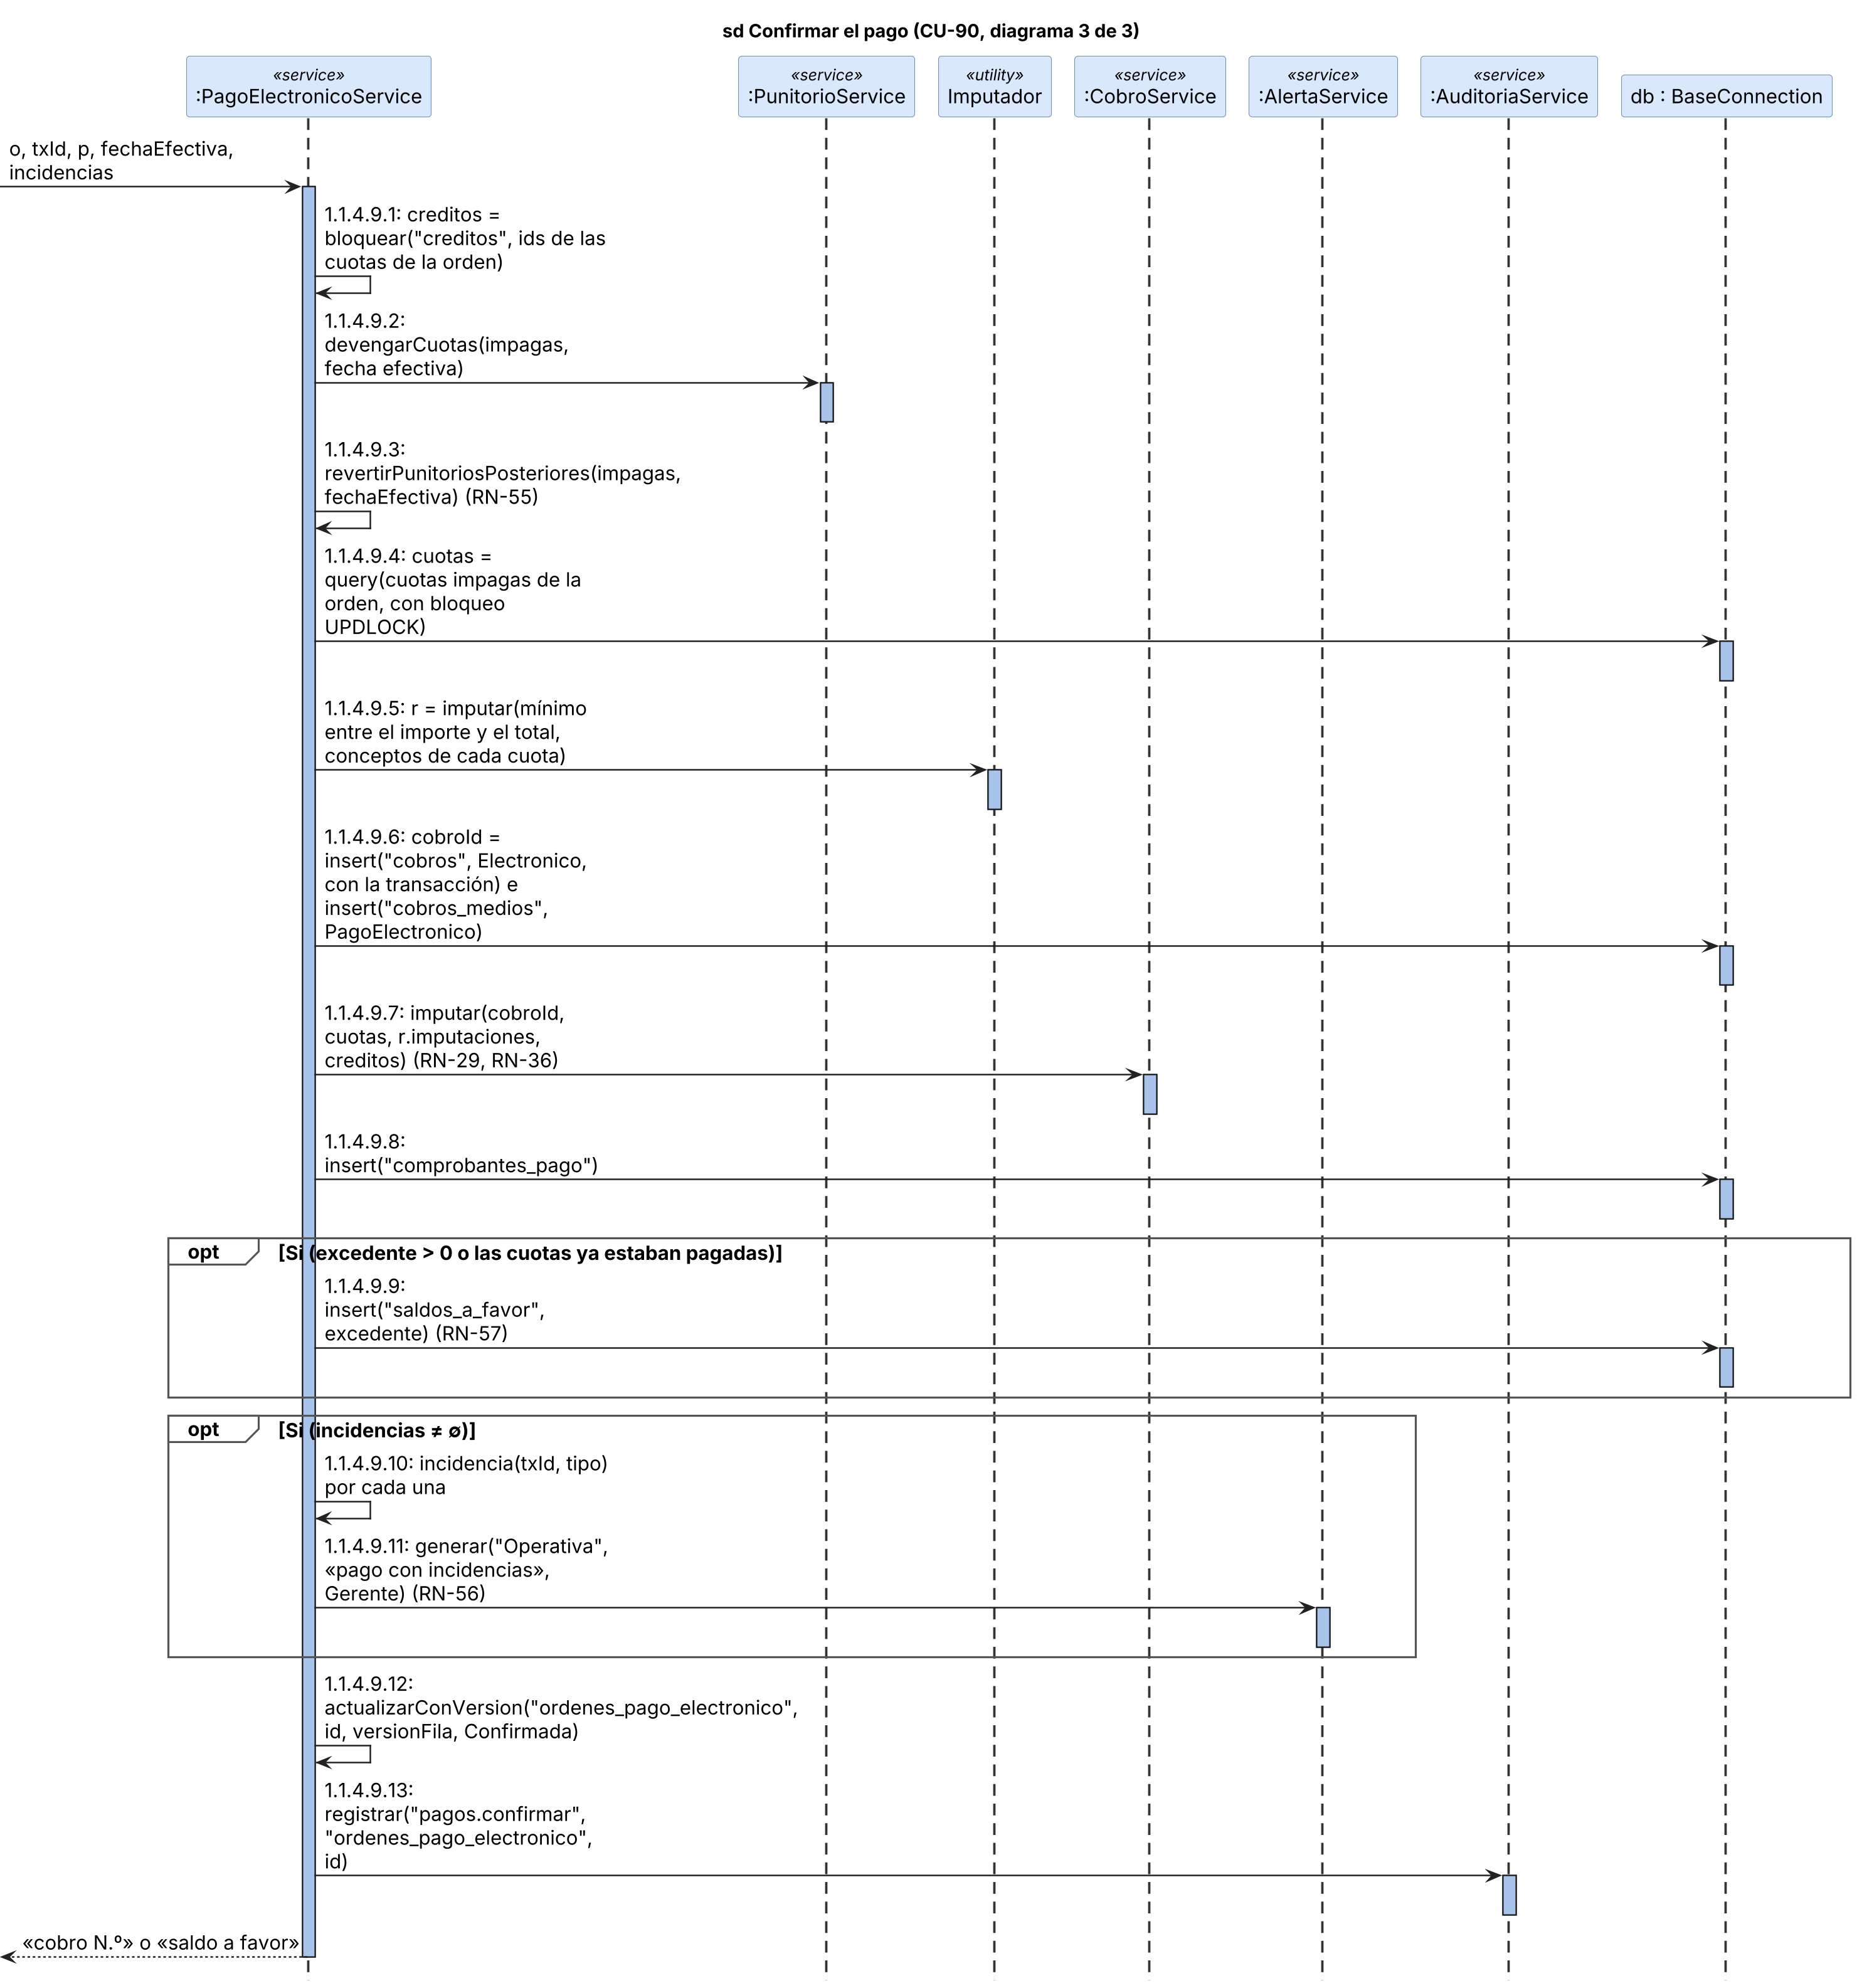 sd Confirmar el pago (CU-90, diagrama 3 de 3)
«service»
:PagoElectronicoService
«service»
:PunitorioService
«utility»
Imputador
«service»
:CobroService
«service»
:AlertaService
«service»
:AuditoriaService
db : BaseConnection
o, txId, p, fechaEfectiva,
incidencias
1.1.4.9.1: creditos =
bloquear("creditos", ids de las
cuotas de la orden)
1.1.4.9.2:
devengarCuotas(impagas,
fecha efectiva)
1.1.4.9.3:
revertirPunitoriosPosteriores(impagas,
fechaEfectiva) (RN-55)
1.1.4.9.4: cuotas =
query(cuotas impagas de la
orden, con bloqueo
UPDLOCK)
1.1.4.9.5: r = imputar(mínimo
entre el importe y el total,
conceptos de cada cuota)
1.1.4.9.6: cobroId =
insert("cobros", Electronico,
con la transacción) e
insert("cobros_medios",
PagoElectronico)
1.1.4.9.7: imputar(cobroId,
cuotas, r.imputaciones,
creditos) (RN-29, RN-36)
1.1.4.9.8:
insert("comprobantes_pago")
opt [Si (excedente > 0 o las cuotas ya estaban pagadas)]
1.1.4.9.9:
insert("saldos_a_favor",
excedente) (RN-57)
opt [Si (incidencias ≠ ∅)]
1.1.4.9.10: incidencia(txId, tipo)
por cada una
1.1.4.9.11: generar("Operativa",
«pago con incidencias»,
Gerente) (RN-56)
1.1.4.9.12:
actualizarConVersion("ordenes_pago_electronico",
id, versionFila, Confirmada)
1.1.4.9.13:
registrar("pagos.confirmar",
"ordenes_pago_electronico",
id)
«cobro N.º» o «saldo a favor»